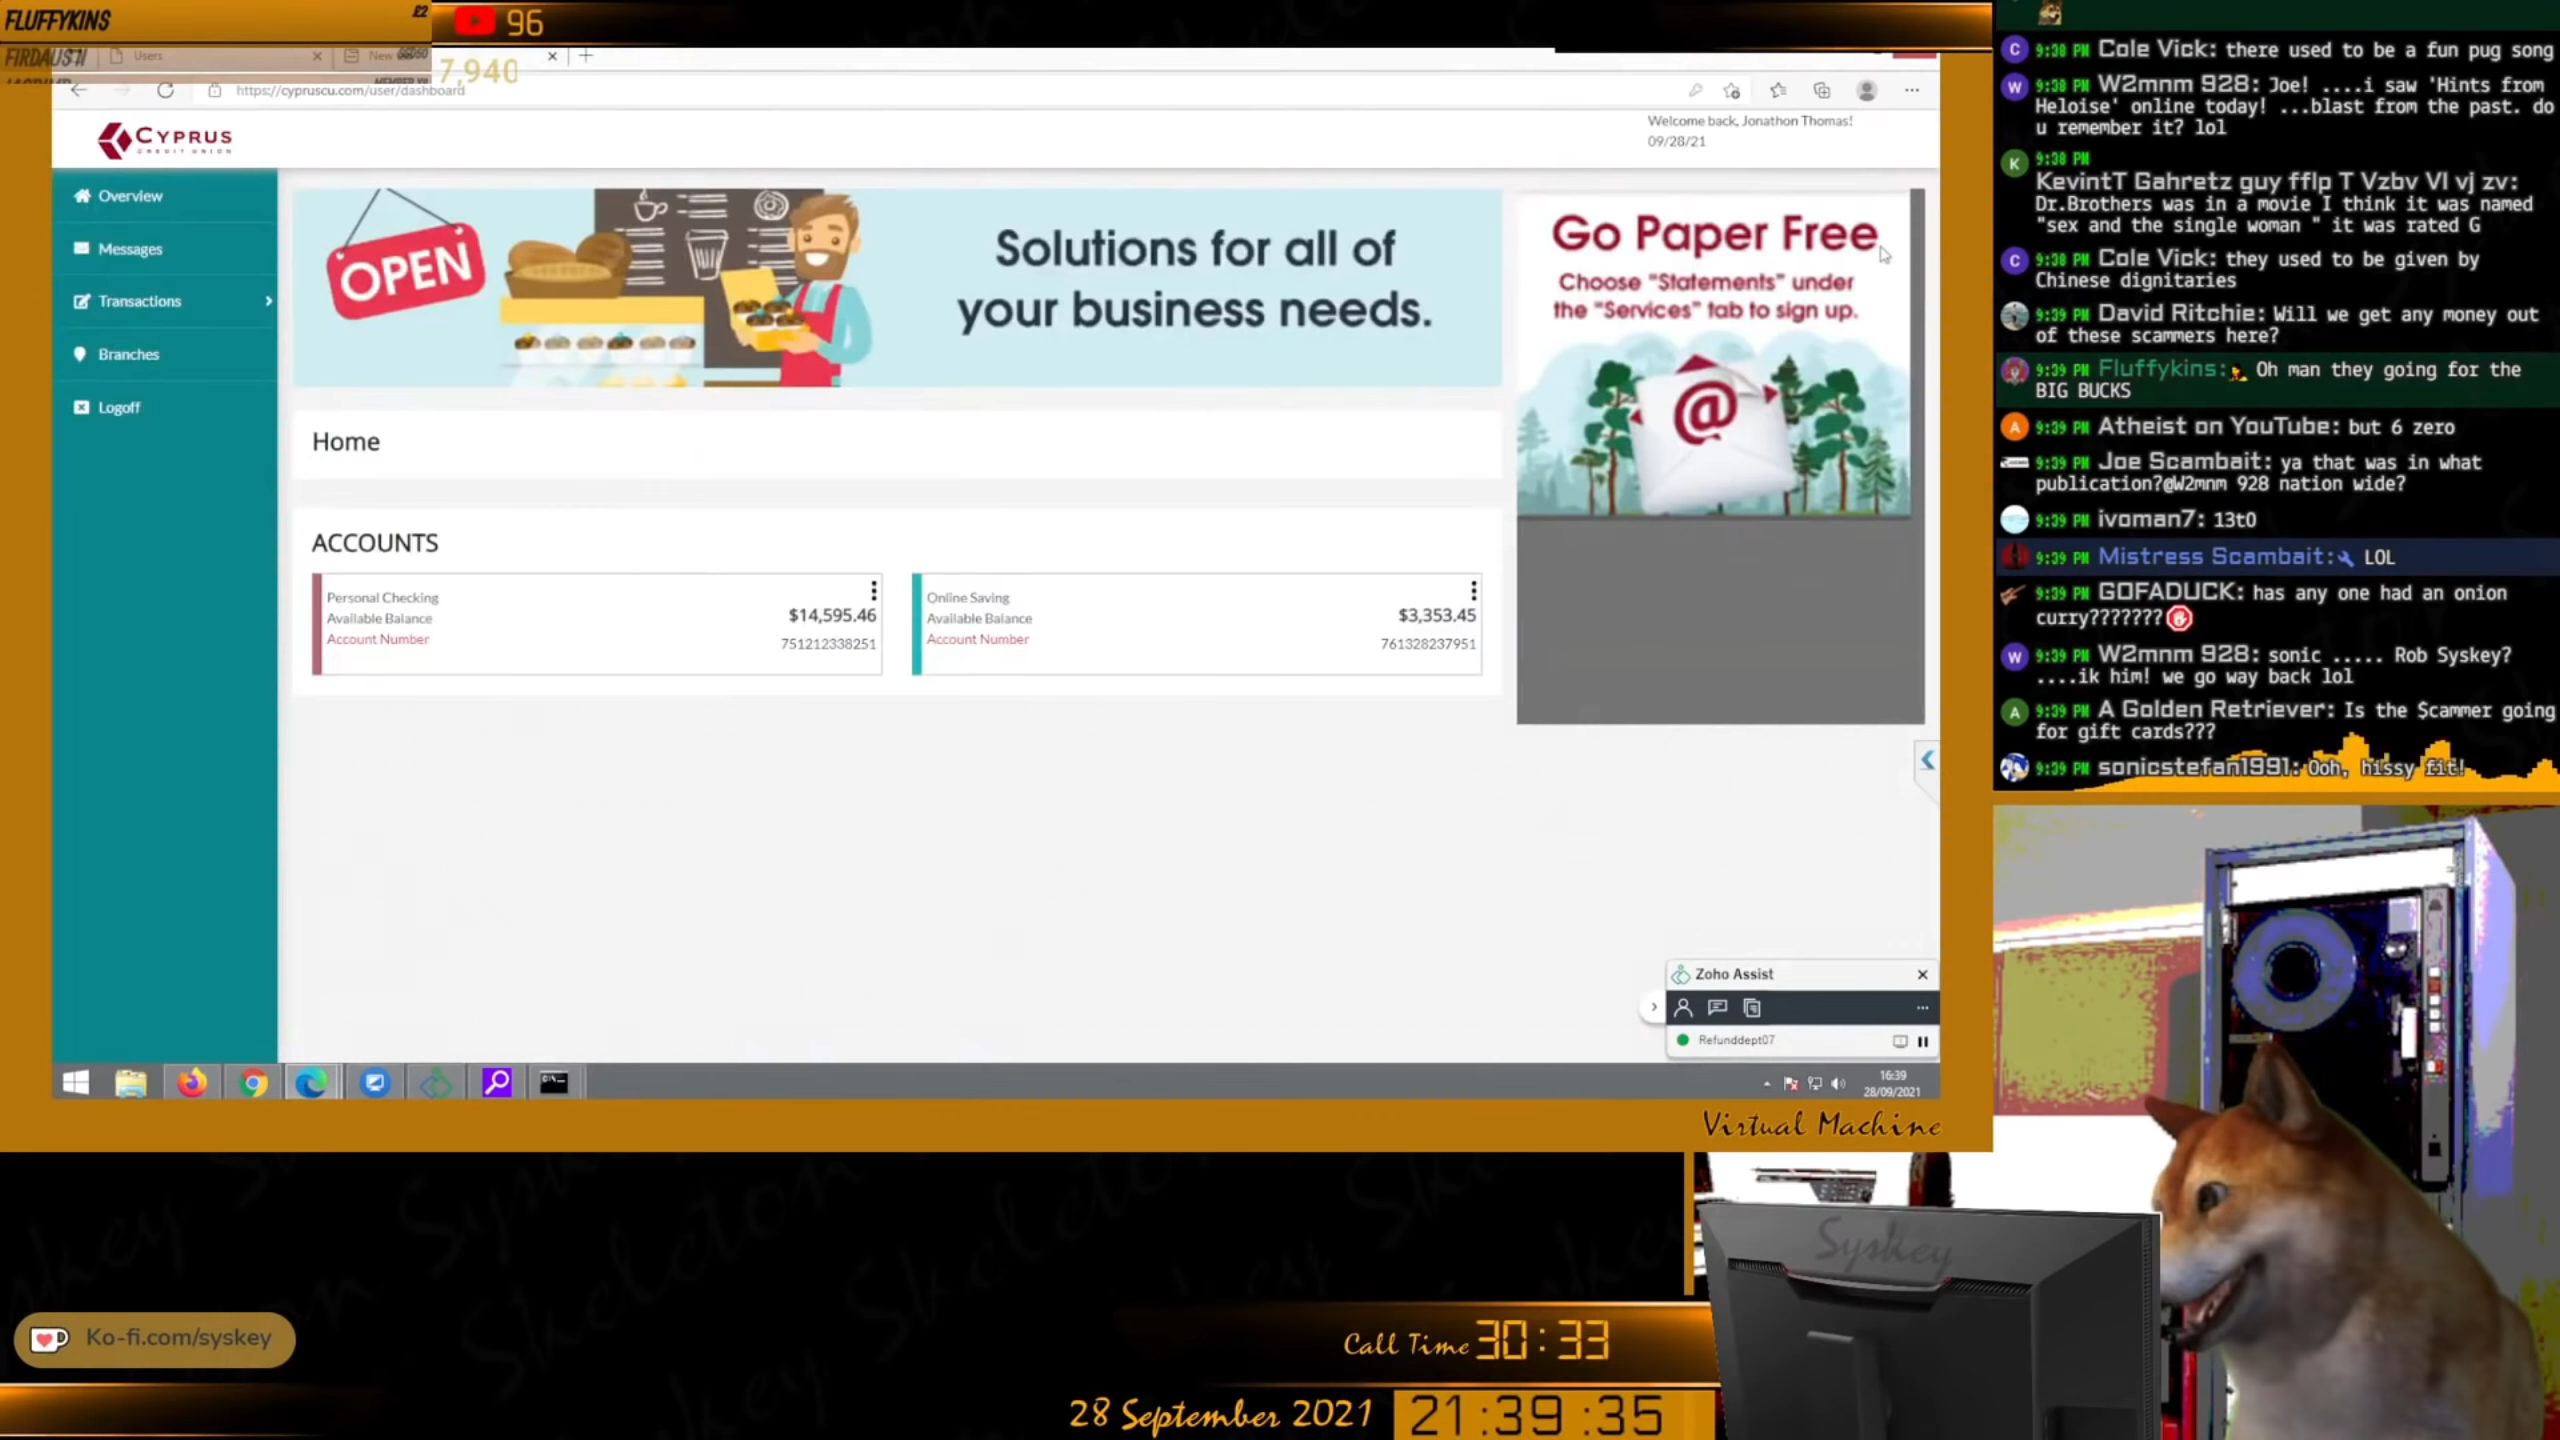 FLUFFYKINS
£2
96
FIRDAUS11
Users
New
7,940
https://cypruscu.com/user/dashboard
CYPRUS
CREDIT UNION
Welcome back, Jonathon Thomas!
09/28/21
Overview
Messages
Transactions
Branches
Logoff
OPEN
Solutions for all of
your business needs.
Go Paper Free
Choose "Statements" under
the "Services" tab to sign up.
@
Home
ACCOUNTS
Personal Checking
Available Balance
$14,595.46
Account Number
751212338251
Online Saving
Available Balance
$3,353.45
Account Number
761328237951
Zoho Assist
Refunddept07
16:39
28/09/2021
Virtual Machine
C 9:38 PM Cole Vick: there used to be a fun pug song
W 9:38 PM W2mnm 928: Joe! ....i saw 'Hints from
Heloise' online today! ...blast from the past. do
u remember it? lol
K 9:38 PM
KevintT Gahretz guy fflp T Vzbv Vl vj zv:
Dr.Brothers was in a movie I think it was named
"sex and the single woman " it was rated G
C 9:38 PM Cole Vick: they used to be given by
Chinese dignitaries
9:39 PM David Ritchie: Will we get any money out
of these scammers here?
9:39 PM Fluffykins: Oh man they going for the
BIG BUCKS
A 9:39 PM Atheist on YouTube: but 6 zero
9:39 PM Joe Scambait: ya that was in what
publication?@W2mnm 928 nation wide?
9:39 PM ivoman7: 13t0
9:39 PM Mistress Scambait: LOL
9:39 PM GOFADUCK: has any one had an onion
curry???????
W 9:39 PM W2mnm 928: sonic ..... Rob Syskey?
....ik him! we go way back lol
A 9:39 PM A Golden Retriever: Is the $cammer going
for gift cards???
9:39 PM sonicstefan1991: Ooh, hissy fit!
Syskey
Ko-fi.com/syskey
Call Time 30:33
28 September 2021 21:39:35